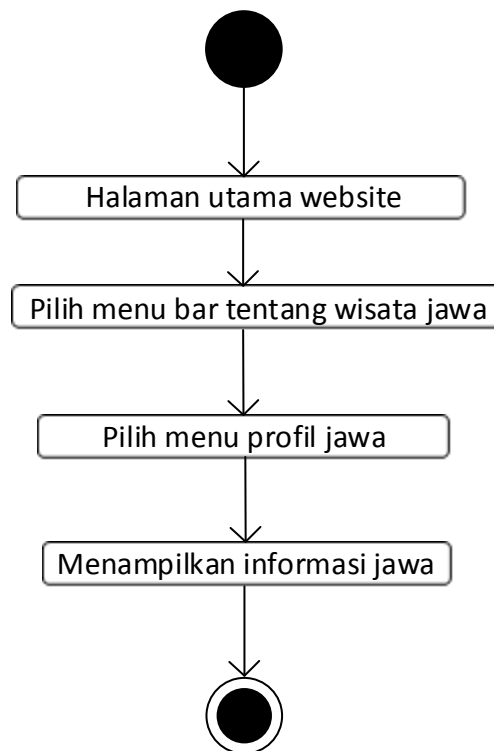 Halaman utama website
Pilih menu bar tentang wisata jawa
Pilih menu profil jawa
Menampilkan informasi jawa